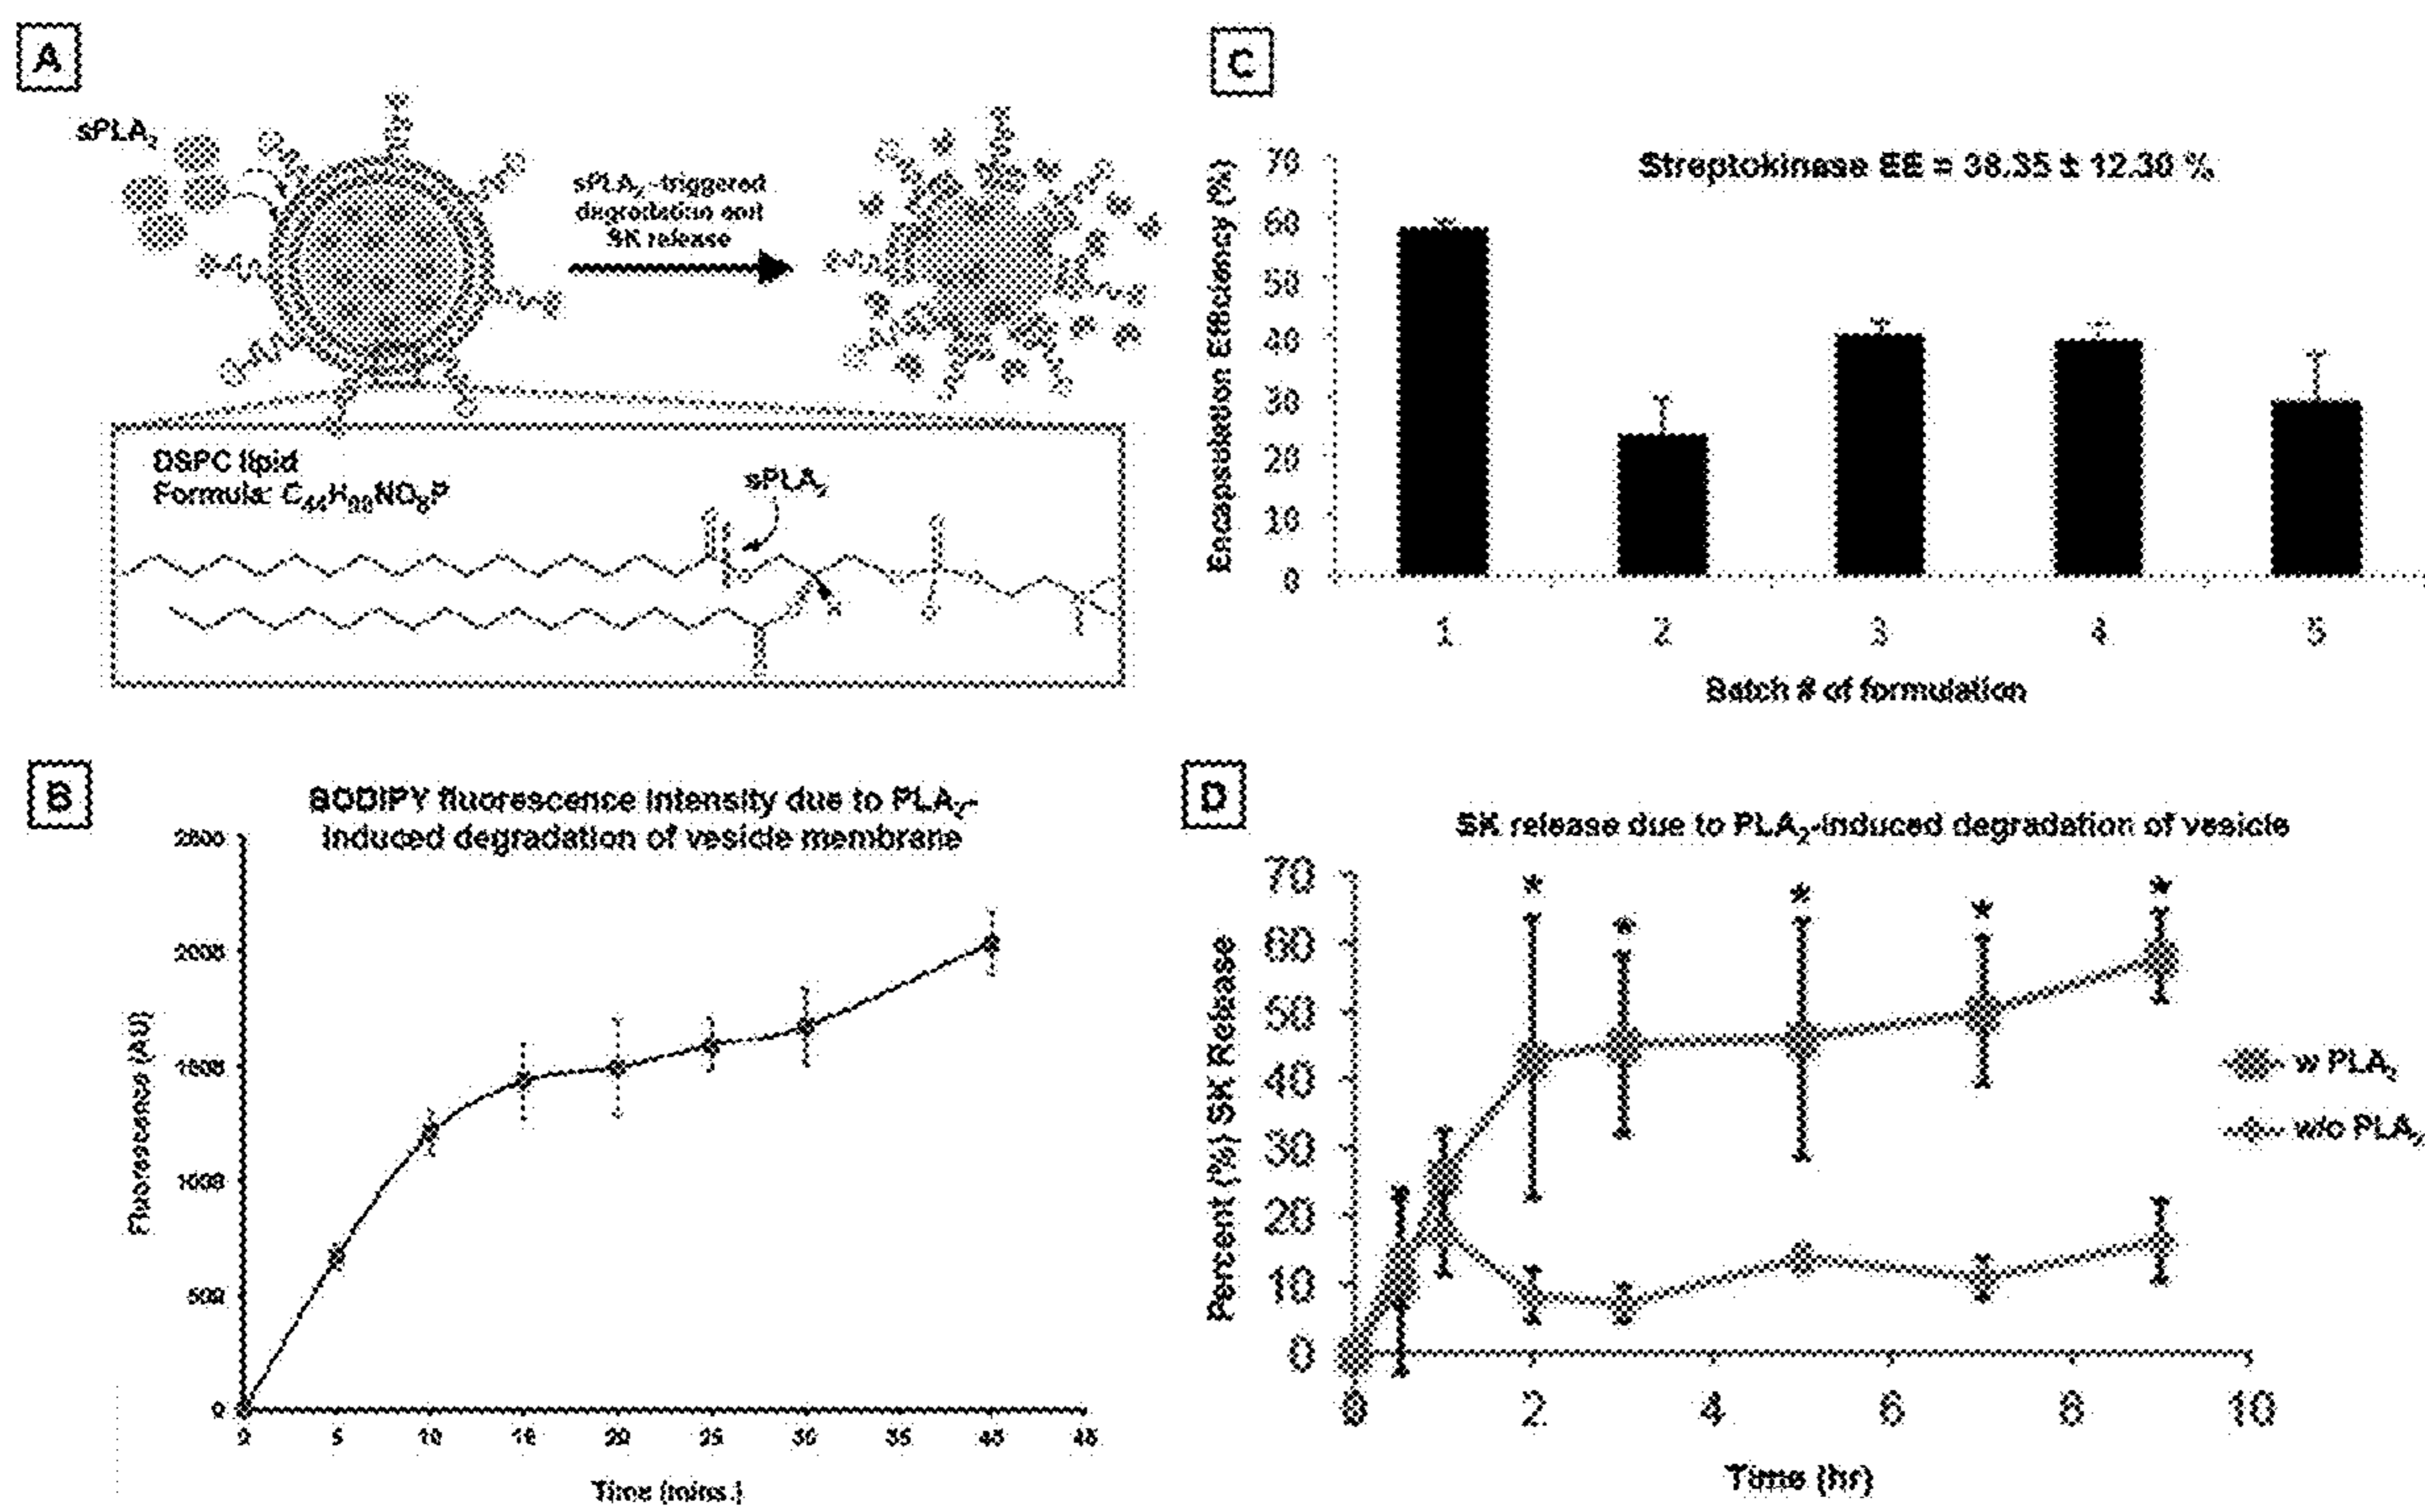 A
sPLA₂
sPLA₂-triggered
degradation and
SK release
DSPC lipid
Formula: C₄₄H₈₈NO₈P
sPLA₂
B
BODIPY fluorescence intensity due to PLA₂-
induced degradation of vesicle membrane
Fluorescence (AU)
2500
2000
1500
1000
500
0
0 5 10 15 20 25 30 35 40 45
Time (mins.)
C
Streptokinase EE = 38.35 ± 12.30 %
Encapsulation Efficiency (%)
70
60
50
40
30
20
10
0
1 2 3 4 5
Batch # of formulation
D
SK release due to PLA₂-induced degradation of vesicle
Percent (%) SK Release
70
60
50
40
30
20
10
0
* * * * *
0 2 4 6 8 10
Time (hr)
w PLA₂
w/o PLA₂